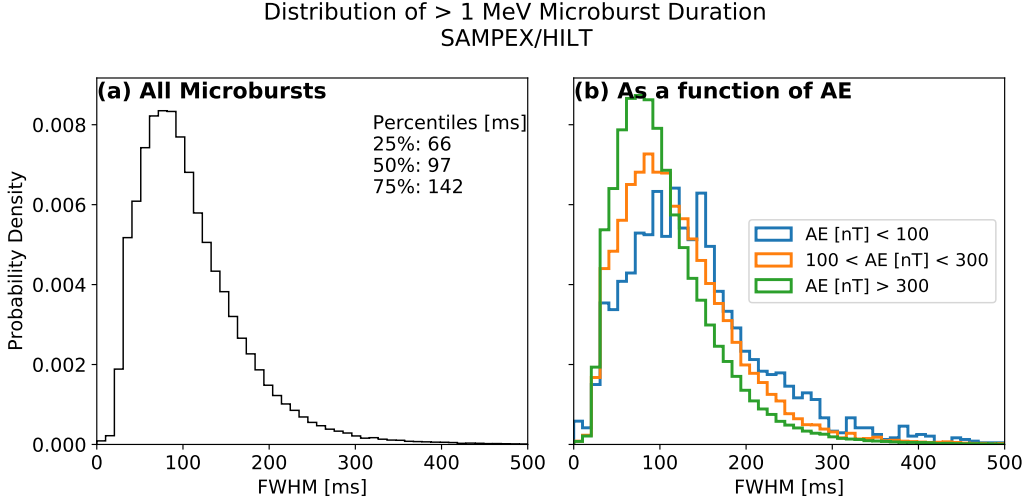 Distribution of > 1 MeV Microburst Duration
SAMPEX/HILT
(a) All Microbursts
Percentiles [ms]
25%: 66
50%: 97
75%: 142
Probability Density
0.008
0.006
0.004
0.002
0.000
0 100 200 300 400 500
FWHM [ms]
(b) As a function of AE
AE [nT] < 100
100 < AE [nT] < 300
AE [nT] > 300
0 100 200 300 400 500
FWHM [ms]